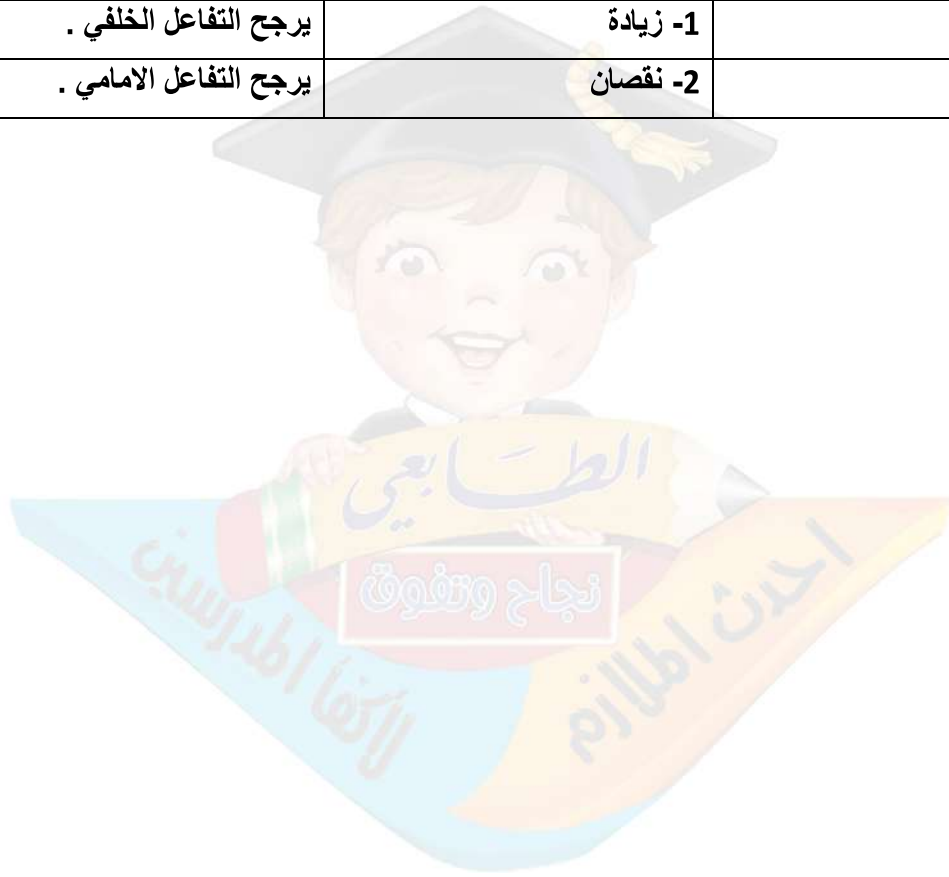 1- زيادة يرجح التفاعل الخلفي .
2- نقصان يرجح التفاعل الامامي .
الطابعي
نجاح وتفوق
احدث الملازم
لأكفأ المدرسين